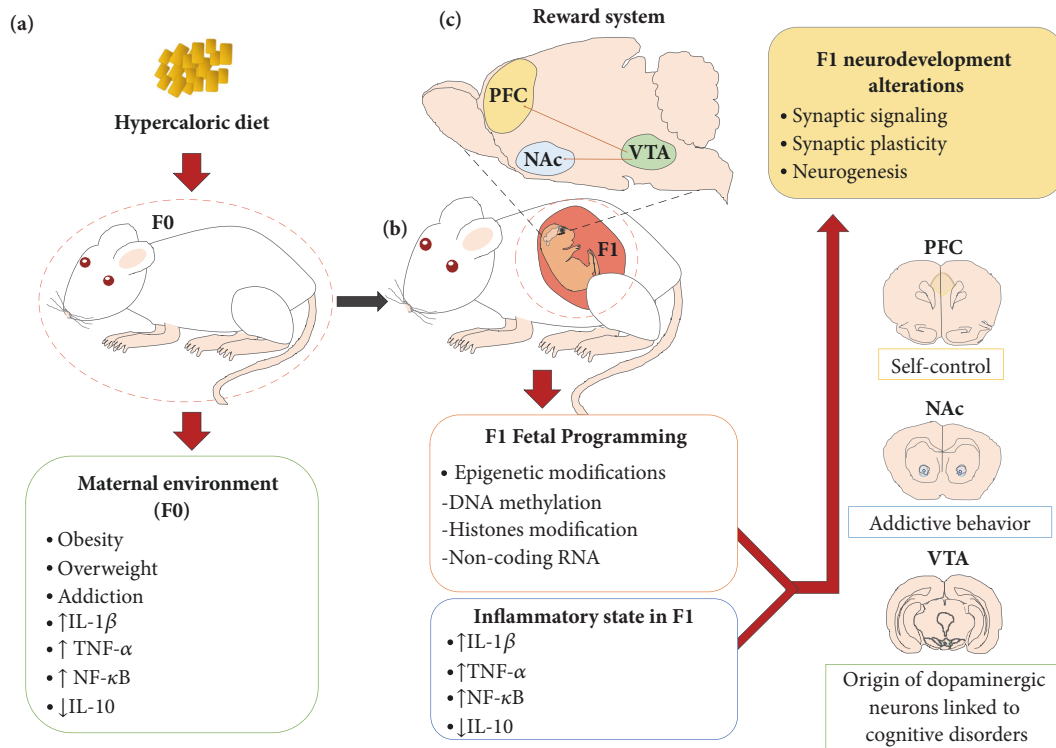 (a)
Hypercaloric diet
F0
Maternal environment
(F0)
• Obesity
• Overweight
• Addiction
• ↑IL-1β
• ↑ TNF-α
• ↑ NF-κB
• ↓IL-10
(c)
Reward system
PFC
NAc
VTA
(b)
F1
F1 Fetal Programming
• Epigenetic modifications
-DNA methylation
-Histones modification
-Non-coding RNA
Inflammatory state in F1
• ↑IL-1β
• ↑TNF-α
• ↑NF-κB
• ↓IL-10
F1 neurodevelopment
alterations
• Synaptic signaling
• Synaptic plasticity
• Neurogenesis
PFC
Self-control
NAc
Addictive behavior
VTA
Origin of dopaminergic
neurons linked to
cognitive disorders